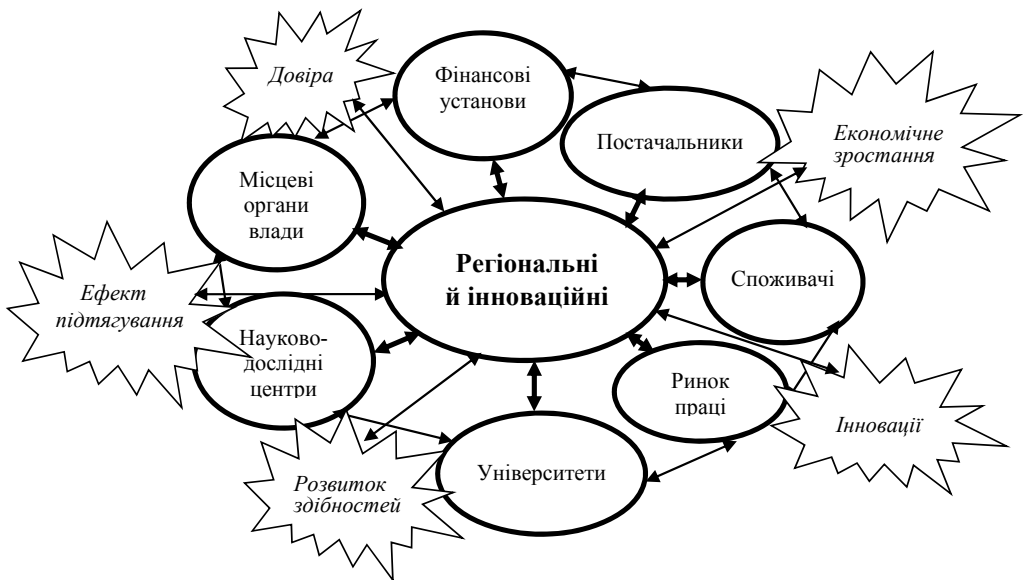 Довіра
Фінансові
установи
Постачальники
Економічне
зростання
Місцеві
органи
влади
Регіональні
й інноваційні
Споживачі
Ефект
підтягування
Науково-
дослідні
центри
Ринок
праці
Інновації
Університети
Розвиток
здібностей